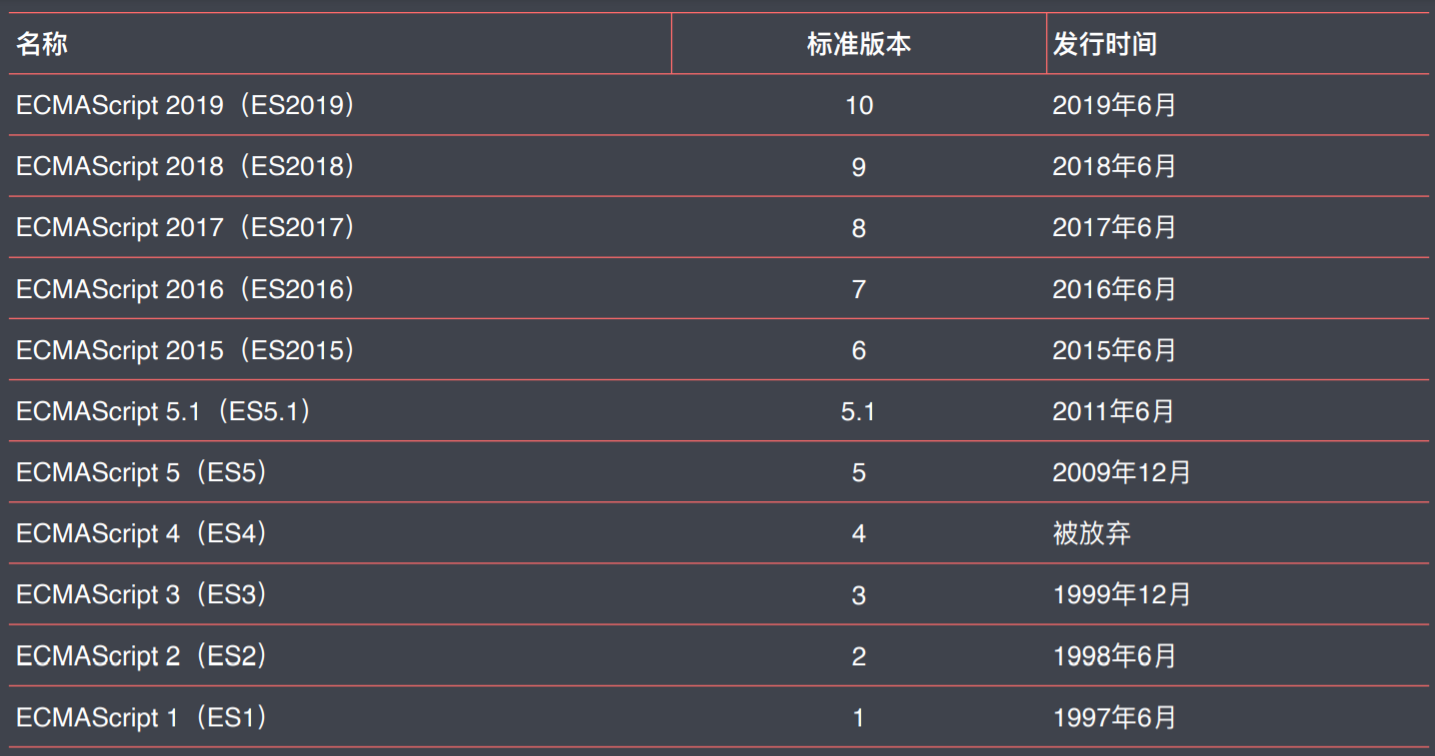 名称 标准版本 发行时间
ECMAScript 2019（ES2019） 10 2019年6月
ECMAScript 2018（ES2018） 9 2018年6月
ECMAScript 2017（ES2017） 8 2017年6月
ECMAScript 2016（ES2016） 7 2016年6月
ECMAScript 2015（ES2015） 6 2015年6月
ECMAScript 5.1（ES5.1） 5.1 2011年6月
ECMAScript 5（ES5） 5 2009年12月
ECMAScript 4（ES4） 4 被放弃
ECMAScript 3（ES3） 3 1999年12月
ECMAScript 2（ES2） 2 1998年6月
ECMAScript 1（ES1） 1 1997年6月